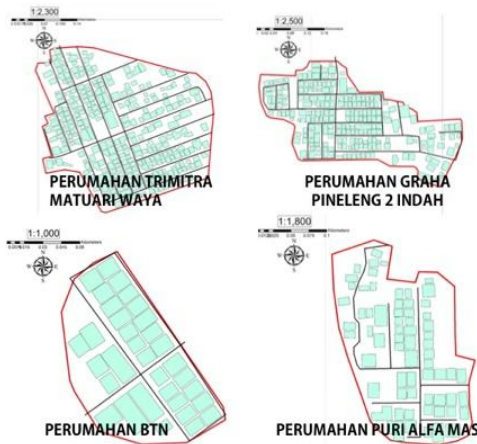 1:2,300
N
W E
S
PERUMAHAN TRIMITRA
MATUARI WAYA
1:2,500
N
W E
S
PERUMAHAN GRAHA
PINELENG 2 INDAH
1:1,000
N
W E
S
PERUMAHAN BTN
1:1,800
N
W E
S
PERUMAHAN PURI ALFA MAS